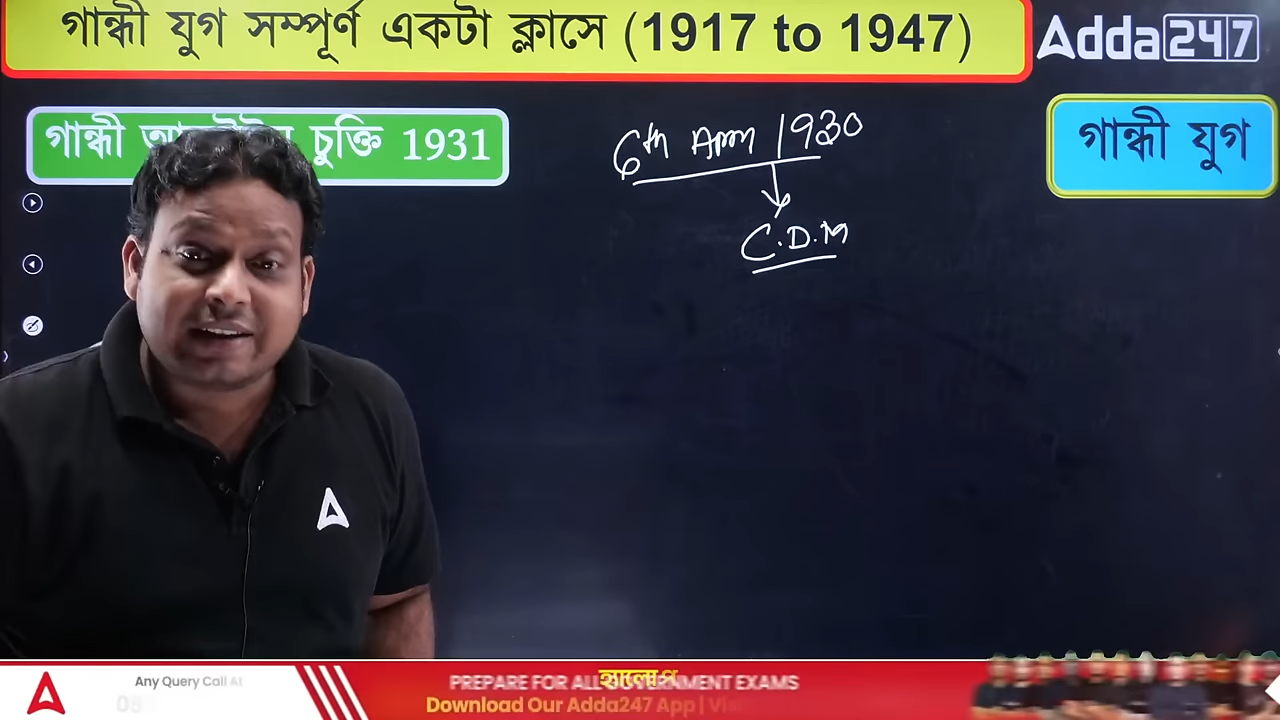 গান্ধী যুগ সম্পূর্ণ একটা ক্লাসে (1917 to 1947)
Adda247
গান্ধী চুক্তি 1931
6th April 1930
গান্ধী যুগ
C.D.M
Any Query Call At
PREPARE FOR ALL GOVERNMENT EXAMS
Download Our Adda247 App |